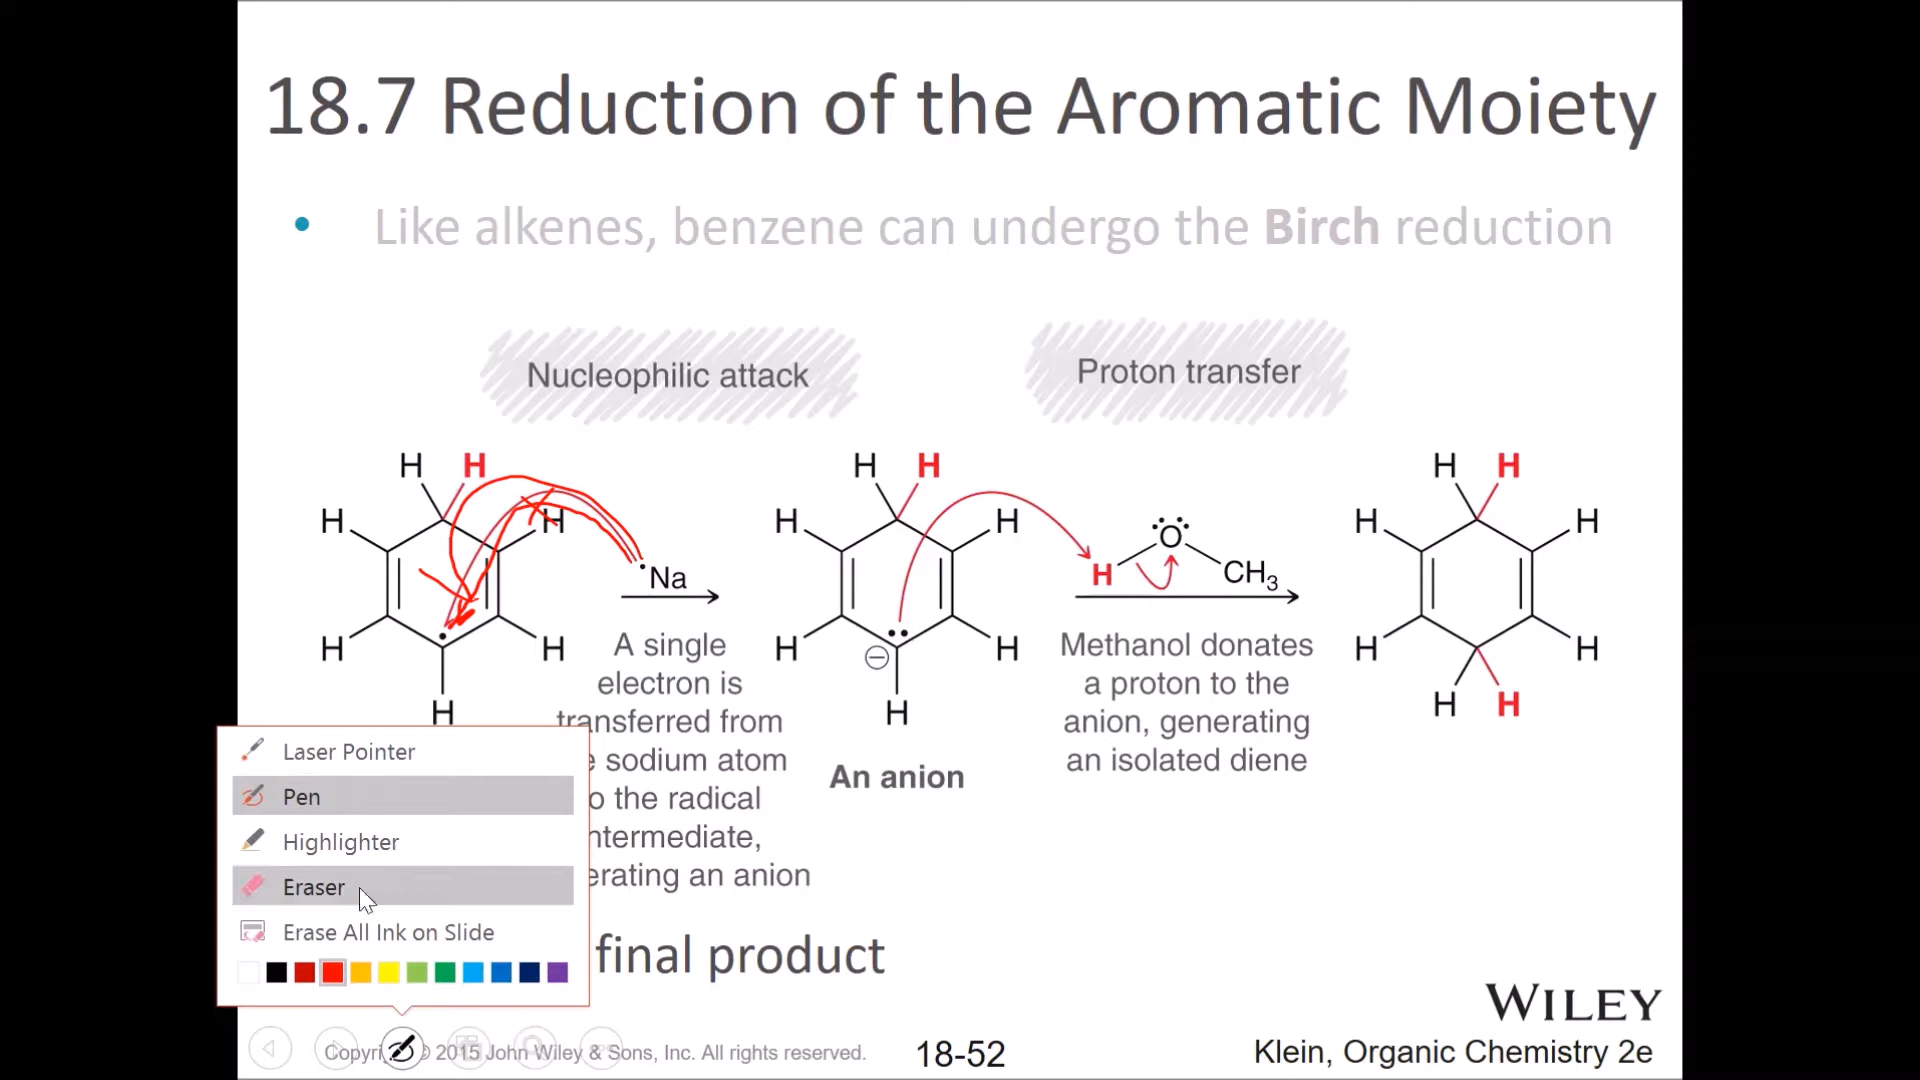 18.7 Reduction of the Aromatic Moiety
• Like alkenes, benzene can undergo the Birch reduction
Nucleophilic attack
Proton transfer
H H
H H
H H
H
Na
A single
electron is
transferred from
sodium atom
the radical
erating an anion
H H
H H
H H
H
An anion
H O CH3
Methanol donates
a proton to the
anion, generating
an isolated diene
H H
H H
H H
H H
Laser Pointer
Pen
Highlighter
Eraser
Erase All Ink on Slide
final product
WILEY
© 2015 John Wiley & Sons, Inc. All rights reserved.
18-52
Klein, Organic Chemistry 2e